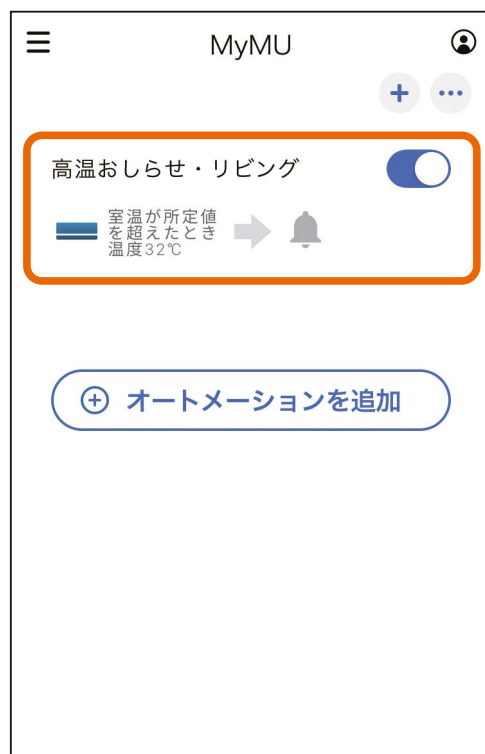 MyMU
高温おしらせ・リビング
室温が所定値
を超えたとき
温度32℃
オートメーションを追加